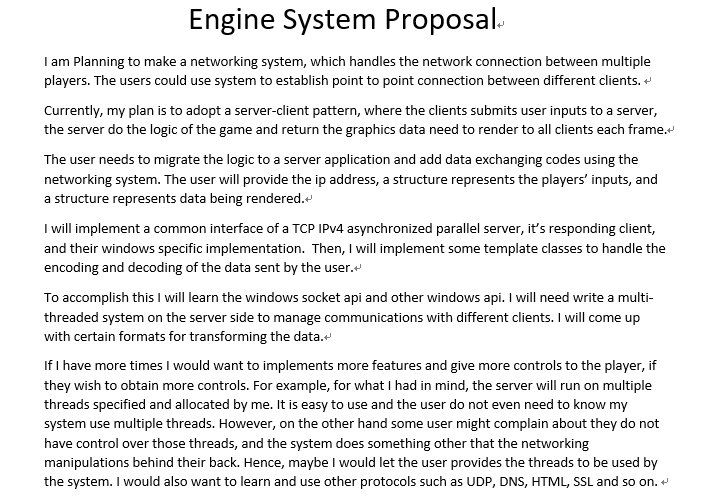 Engine System Proposal
I am Planning to make a networking system, which handles the network connection between multiple
players. The users could use system to establish point to point connection between different clients.
Currently, my plan is to adopt a server-client pattern, where the clients submits user inputs to a server,
the server do the logic of the game and return the graphics data need to render to all clients each frame.
The user needs to migrate the logic to a server application and add data exchanging codes using the
networking system. The user will provide the ip address, a structure represents the players’ inputs, and
a structure represents data being rendered.
I will implement a common interface of a TCP IPv4 asynchronized parallel server, it’s responding client,
and their windows specific implementation.  Then, I will implement some template classes to handle the
encoding and decoding of the data sent by the user.
To accomplish this I will learn the windows socket api and other windows api. I will need write a multi-
threaded system on the server side to manage communications with different clients. I will come up
with certain formats for transforming the data.
If I have more times I would want to implements more features and give more controls to the player, if
they wish to obtain more controls. For example, for what I had in mind, the server will run on multiple
threads specified and allocated by me. It is easy to use and the user do not even need to know my
system use multiple threads. However, on the other hand some user might complain about they do not
have control over those threads, and the system does something other that the networking
manipulations behind their back. Hence, maybe I would let the user provides the threads to be used by
the system. I would also want to learn and use other protocols such as UDP, DNS, HTML, SSL and so on.